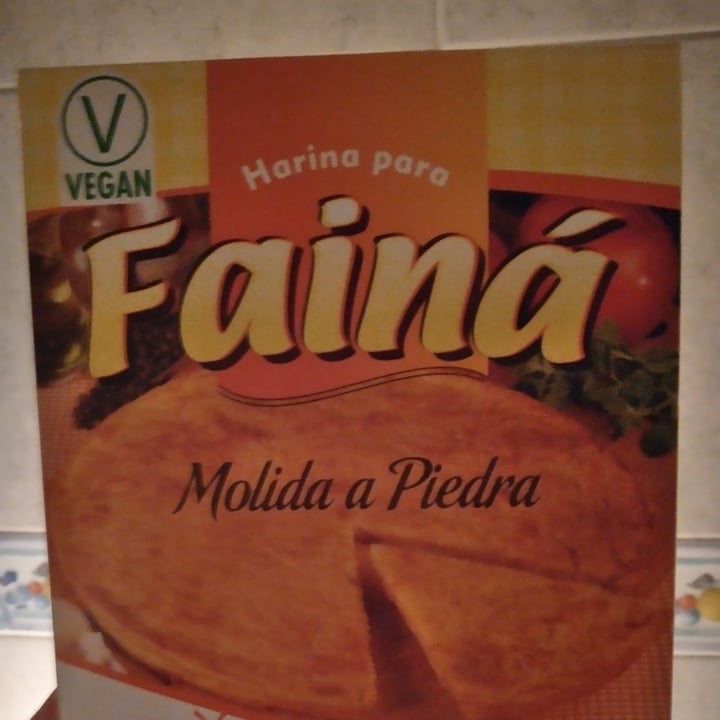 V
VEGAN
Harina para
Fainá
Molida a Piedra